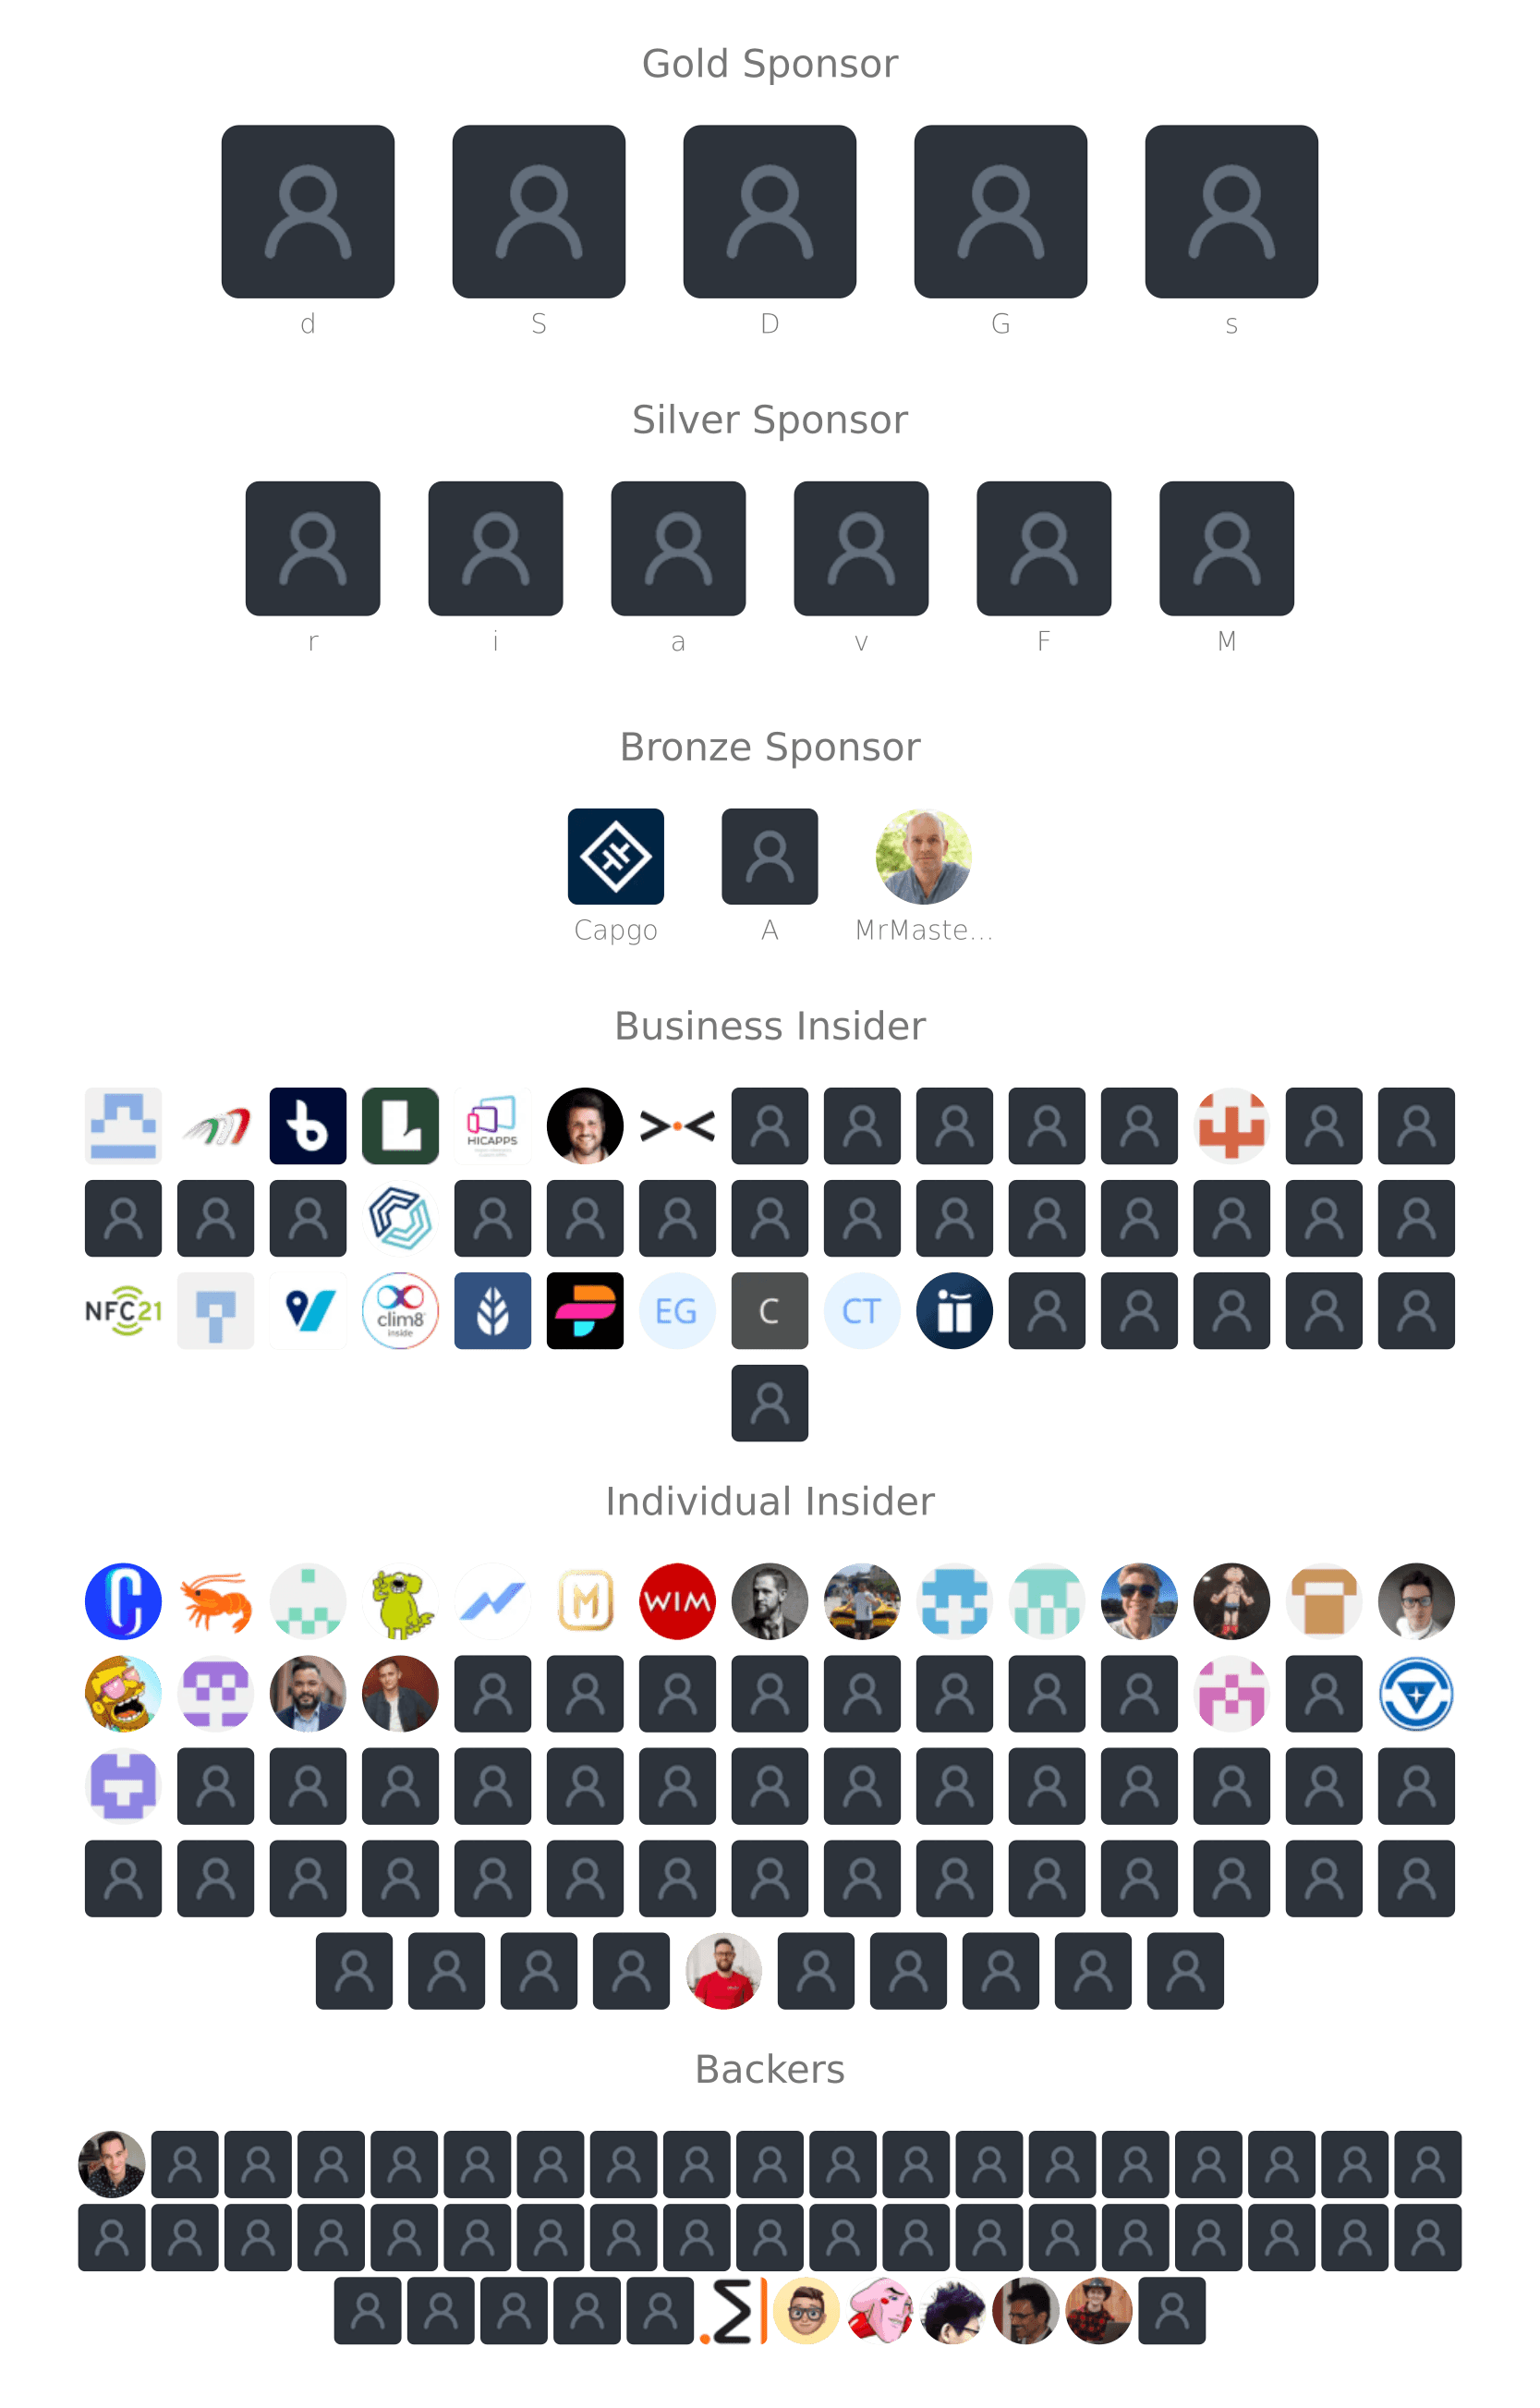 Gold Sponsor
d S D G s
Silver Sponsor
r i a v F M
Bronze Sponsor
Capgo A MrMaste...
Business Insider
HICAPPS
NFC21 clim8 inside EG C CT
Individual Insider
C M WIM
Backers